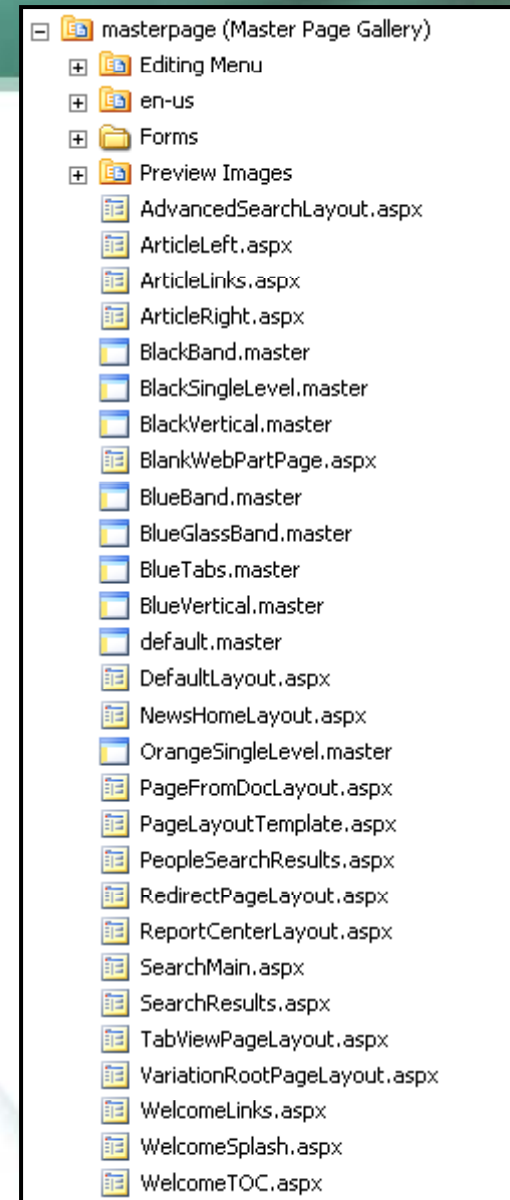 masterpage (Master Page Gallery)
Editing Menu
en-us
Forms
Preview Images
AdvancedSearchLayout.aspx
ArticleLeft.aspx
ArticleLinks.aspx
ArticleRight.aspx
BlackBand.master
BlackSingleLevel.master
BlackVertical.master
BlankWebPartPage.aspx
BlueBand.master
BlueGlassBand.master
BlueTabs.master
BlueVertical.master
default.master
DefaultLayout.aspx
NewsHomeLayout.aspx
OrangeSingleLevel.master
PageFromDocLayout.aspx
PageLayoutTemplate.aspx
PeopleSearchResults.aspx
RedirectPageLayout.aspx
ReportCenterLayout.aspx
SearchMain.aspx
SearchResults.aspx
TabViewPageLayout.aspx
VariationRootPageLayout.aspx
WelcomeLinks.aspx
WelcomeSplash.aspx
WelcomeTOC.aspx